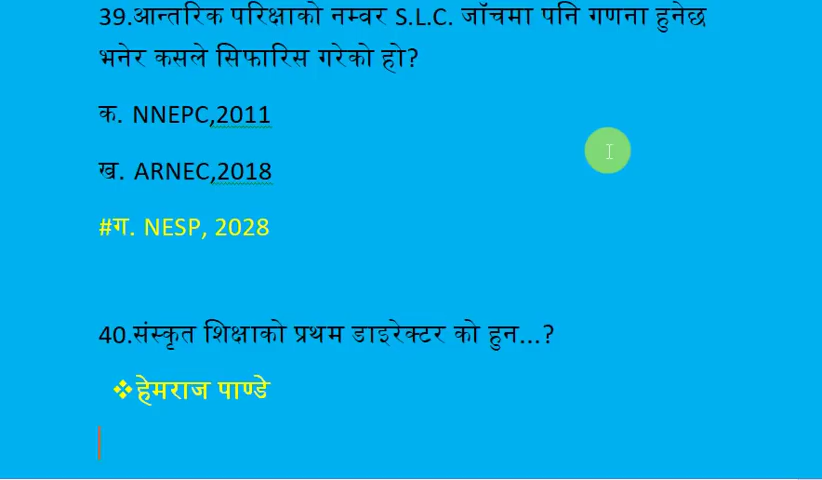 39.आन्तरिक परिक्षाको नम्वर S.L.C. जाँचमा पनि गणना हुनेछ
भनेर कसले सिफारिस गरेको हो?
क. NNEPC,2011
ख. ARNEC,2018
#ग. NESP, 2028
40.संस्कृत शिक्षाको प्रथम डाइरेक्टर को हुन...?
❖हेमराज पाण्डे